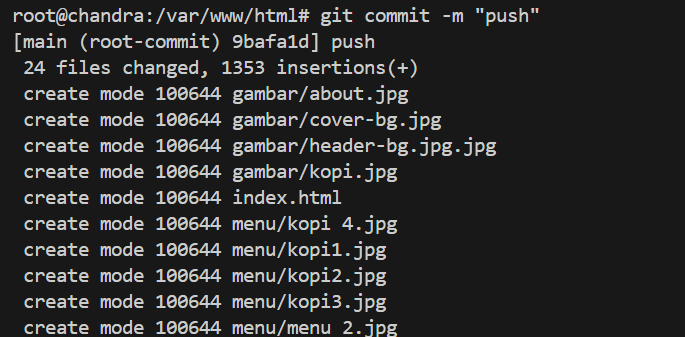 root@chandra:/var/www/html# git commit -m "push"
[main (root-commit) 9bafa1d] push
 24 files changed, 1353 insertions(+)
 create mode 100644 gambar/about.jpg
 create mode 100644 gambar/cover-bg.jpg
 create mode 100644 gambar/header-bg.jpg.jpg
 create mode 100644 gambar/kopi.jpg
 create mode 100644 index.html
 create mode 100644 menu/kopi 4.jpg
 create mode 100644 menu/kopi1.jpg
 create mode 100644 menu/kopi2.jpg
 create mode 100644 menu/kopi3.jpg
 create mode 100644 menu/menu 2.jpg